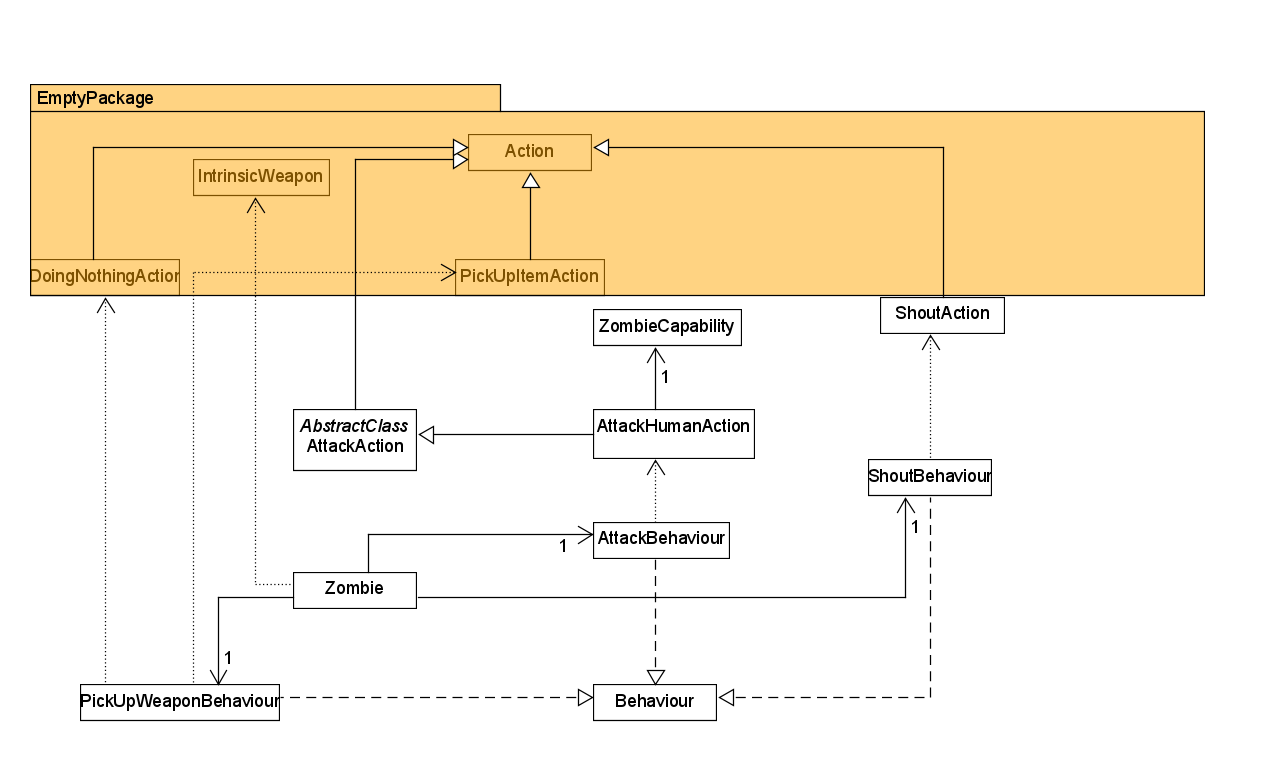 EmptyPackage
Action
IntrinsicWeapon
DoingNothingAction
PickUpItemAction
ShoutAction
ZombieCapability
1
AbstractClass
AttackAction
AttackHumanAction
ShoutBehaviour
1
AttackBehaviour
1
Zombie
1
PickUpWeaponBehaviour
Behaviour